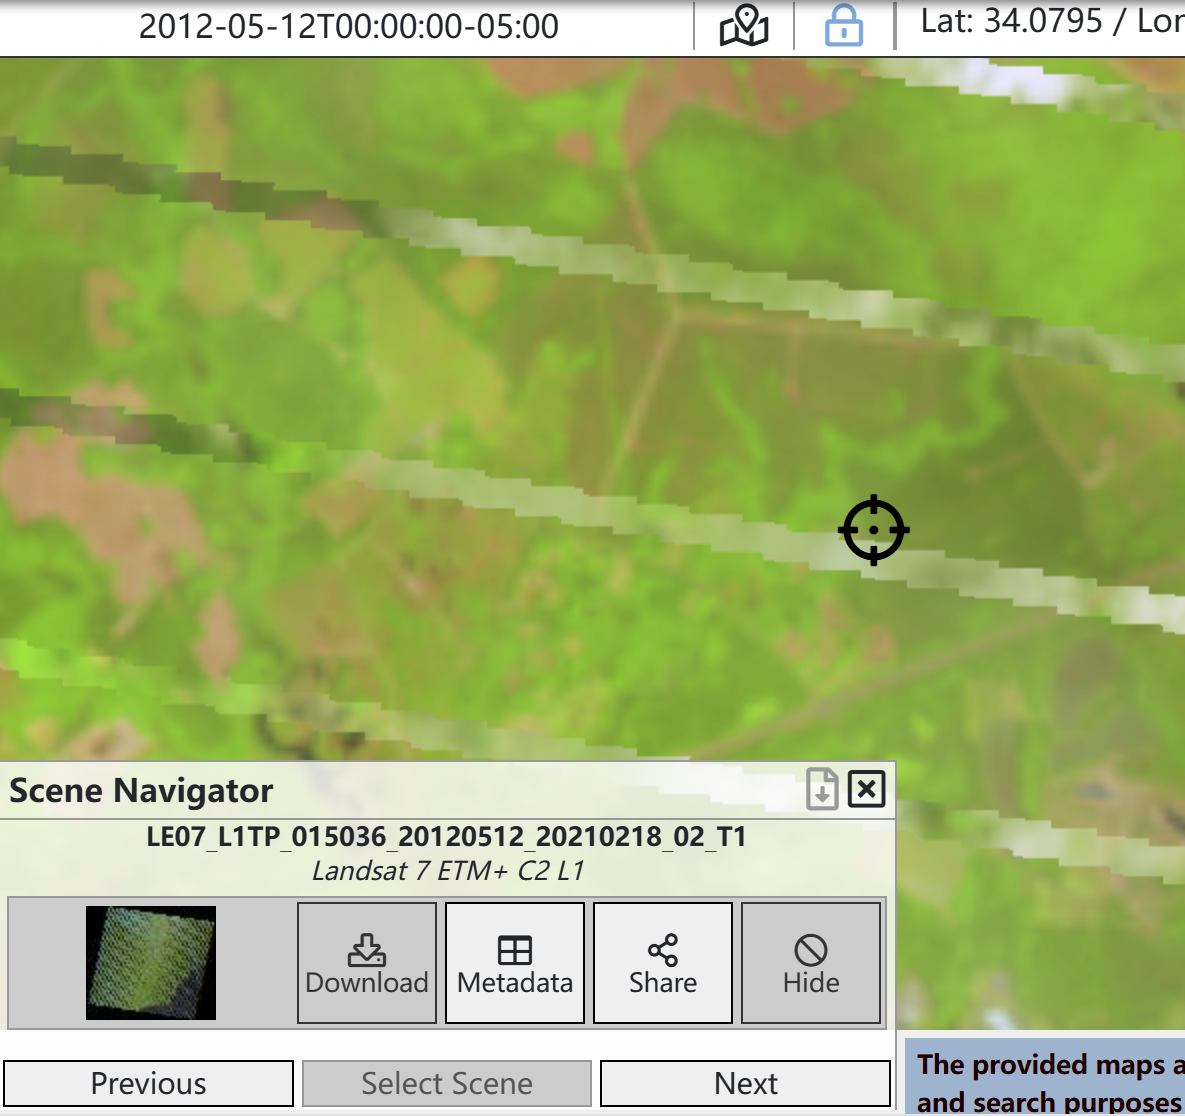 2012-05-12T00:00:00-05:00
Lat: 34.0795 / Lon
Scene Navigator
LE07_L1TP_015036_20120512_20210218_02_T1
Landsat 7 ETM+ C2 L1
Download
Metadata
Share
Hide
Previous
Select Scene
Next
The provided maps a
and search purposes